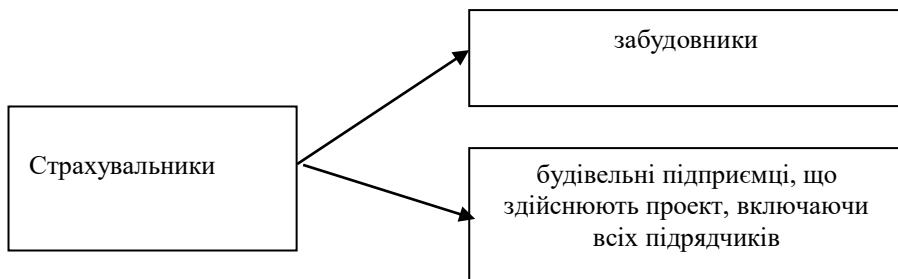 забудовники
Страхувальники
будівельні підприємці, що
здійснюють проект, включаючи
всіх підрядчиків